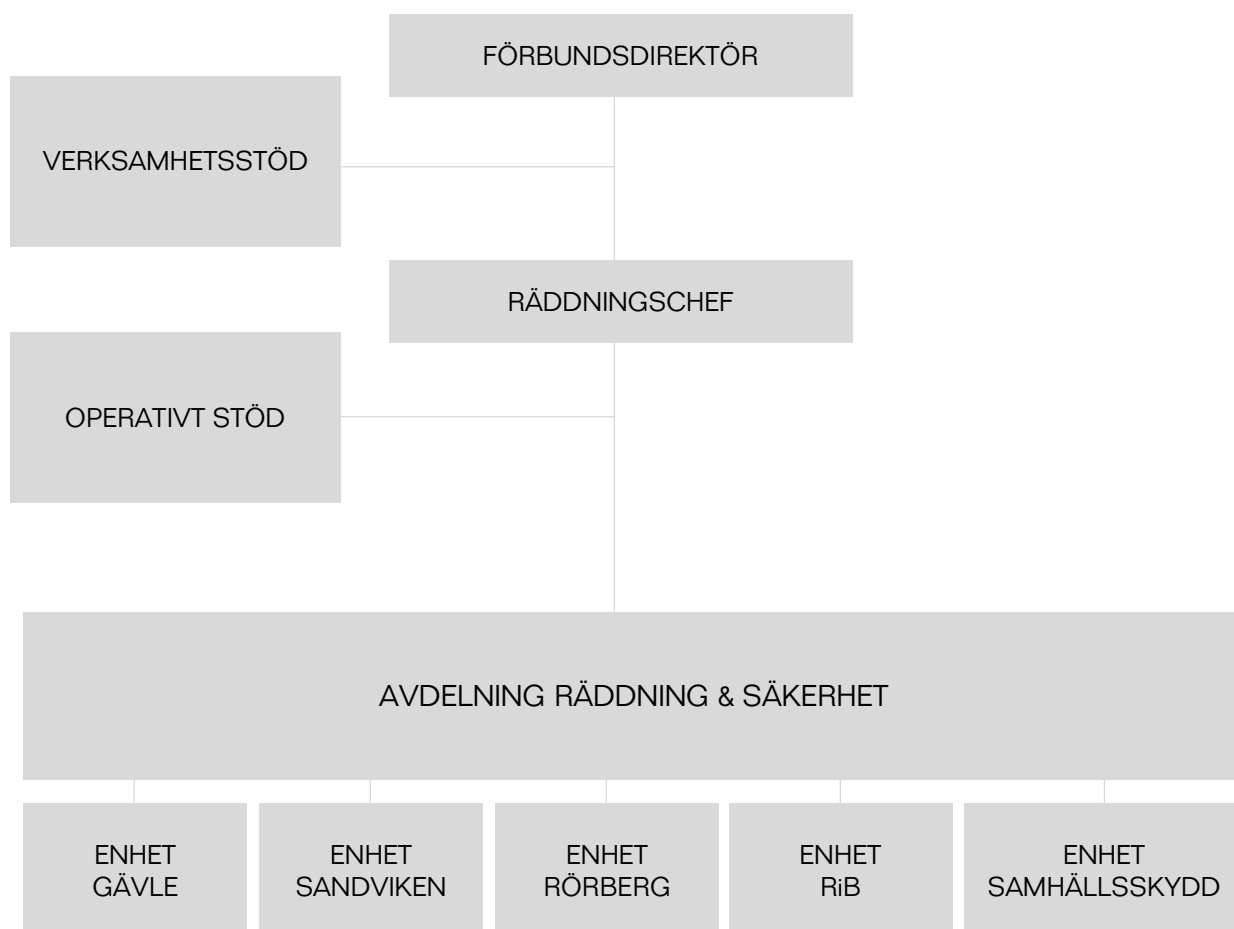 FÖRBUNDSDIREKTÖR
VERKSAMHETSSTÖD
RÄDDNINGSCHEF
OPERATIVT STÖD
AVDELNING RÄDDNING & SÄKERHET
ENHET
GÄVLE
ENHET
SANDVIKEN
ENHET
RÖRBERG
ENHET
RiB
ENHET
SAMHÄLLSSKYDD